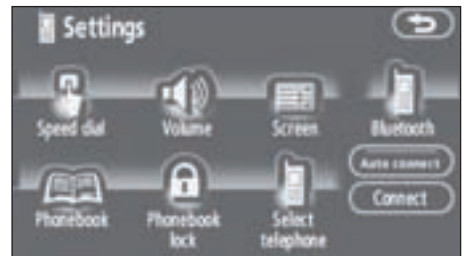 Settings
Speed dial
Volume
Screen
Bluetooth
Auto connect
Phonebook
Phonebook
lock
Select
telephone
Connect